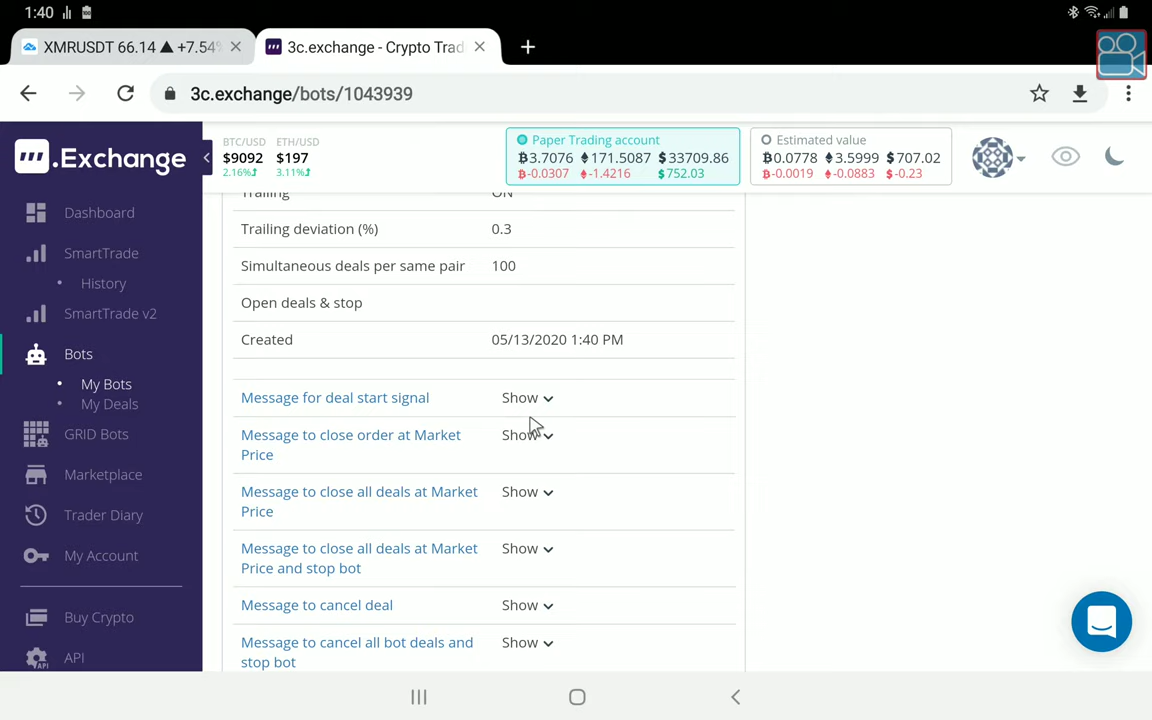 1:40
XMRUSDT 66.14 ▲ +7.54%
3c.exchange - Crypto Trad
3c.exchange/bots/1043939
.Exchange
BTC/USD
$9092
2.16%
ETH/USD
$197
3.11%
Paper Trading account
3.7076 171.5087 $33709.86
-0.0307 -1.4216 $752.03
Estimated value
0.0778 3.5999 $707.02
-0.0019 -0.0883 $-0.23
Dashboard
SmartTrade
History
SmartTrade v2
Bots
My Bots
My Deals
GRID Bots
Marketplace
Trader Diary
My Account
Buy Crypto
API
Trailing ON
Trailing deviation (%) 0.3
Simultaneous deals per same pair 100
Open deals & stop
Created 05/13/2020 1:40 PM
Message for deal start signal Show
Message to close order at Market Show
Price
Message to close all deals at Market Show
Price
Message to close all deals at Market Show
Price and stop bot
Message to cancel deal Show
Message to cancel all bot deals and Show
stop bot